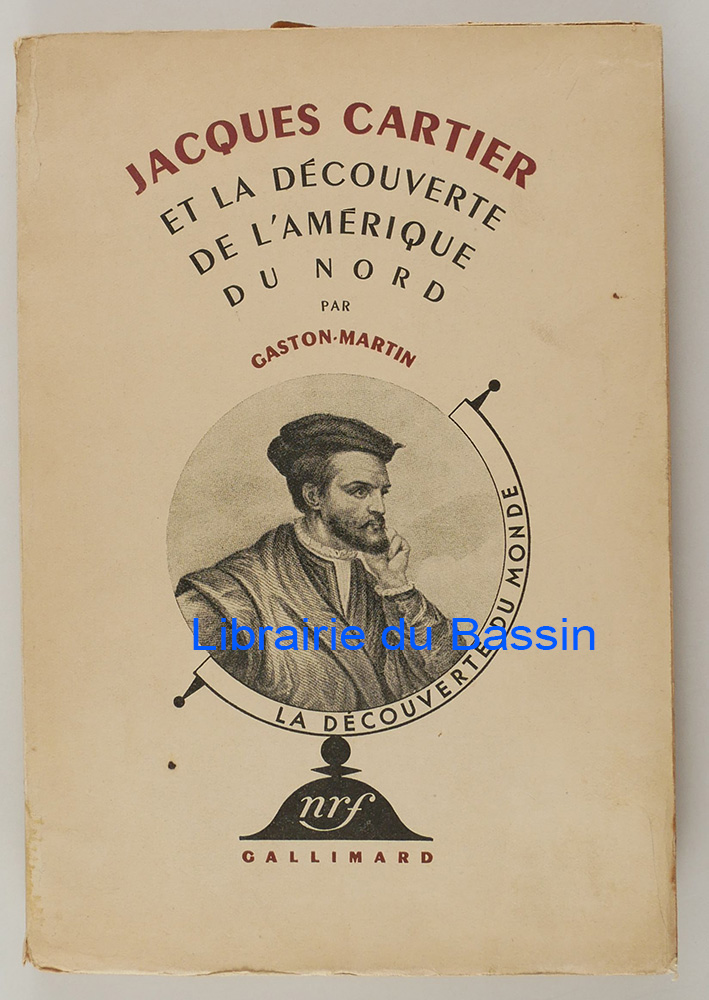 JACQUES CARTIER
ET LA DÉCOUVERTE
DE L'AMÉRIQUE
DU NORD
PAR
GASTON-MARTIN
LA DÉCOUVERTE DU MONDE
Librairie du Bassin
nrf
GALLIMARD